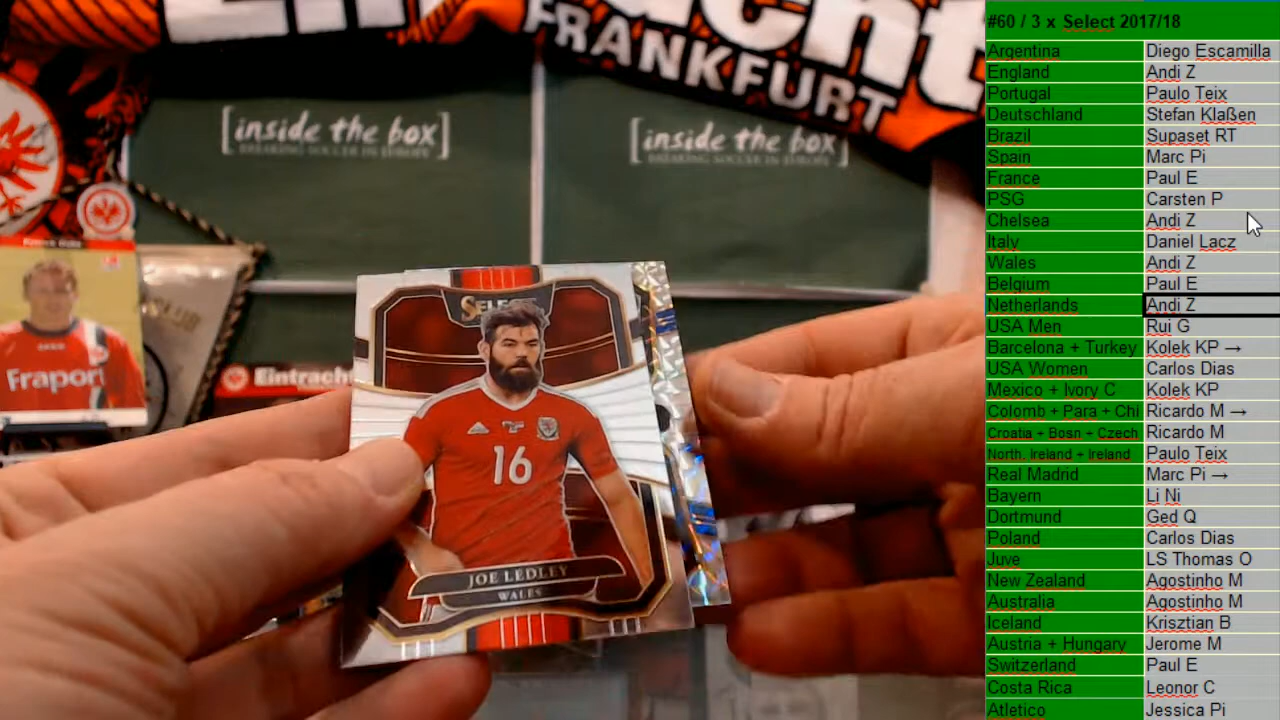 FRANKFURT
[inside the box]
BREAKING SOCCER IN EUROPE
[inside the box]
BREAKING SOCCER IN EUROPE
Fraport
Eintracht
SELECT
16
JOE LEDLEY
WALES
#60 / 3 x Select 2017/18
Argentina Diego Escamilla
England Andi Z
Portugal Paulo Teix
Deutschland Stefan Klaßen
Brazil Supaset RT
Spain Marc Pi
France Paul E
PSG Carsten P
Chelsea Andi Z
Italy Daniel Lacz
Wales Andi Z
Belgium Paul E
Netherlands Andi Z
USA Men Rui G
Barcelona + Turkey Kolek KP →
USA Women Carlos Dias
Mexico + Ivory C Kolek KP
Colomb + Para + Chi Ricardo M →
Croatia + Bosn + Czech Ricardo M
North. Ireland + Ireland Paulo Teix
Real Madrid Marc Pi →
Bayern Li Ni
Dortmund Ged Q
Poland Carlos Dias
Juve LS Thomas O
New Zealand Agostinho M
Australia Agostinho M
Iceland Krisztian B
Austria + Hungary Jerome M
Switzerland Paul E
Costa Rica Leonor C
Atletico Jessica Pi